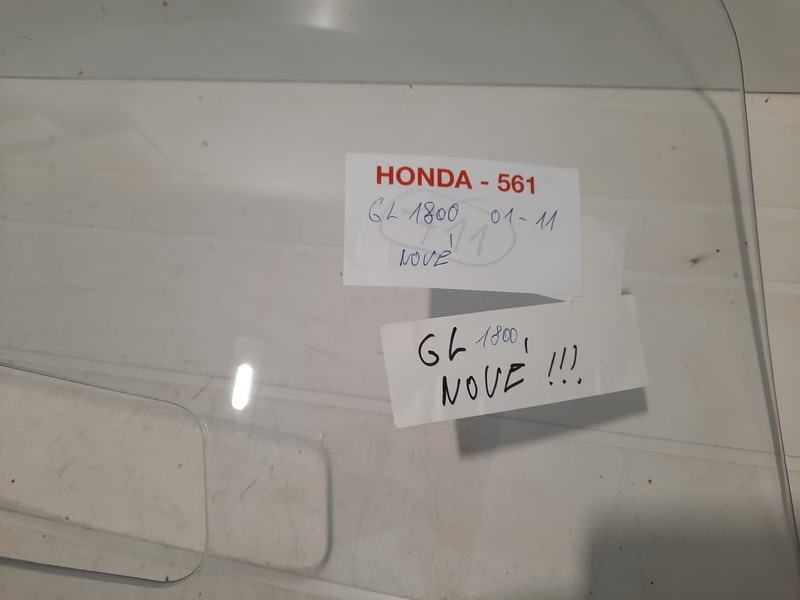 HONDA - 561
GL 1800 01-11
NOVÉ
GL 1800
NOVÉ !!!